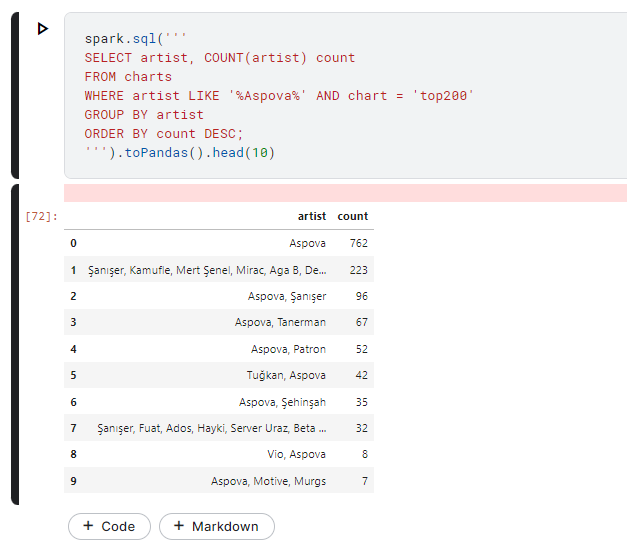 spark.sql('''
SELECT artist, COUNT(artist) count
FROM charts
WHERE artist LIKE '%Aspova%' AND chart = 'top200'
GROUP BY artist
ORDER BY count DESC;
''').toPandas().head(10)
[72]:
artist count
0 Aspova 762
1 Şanışer, Kamufle, Mert Şenel, Mirac, Aga B, De... 223
2 Aspova, Şanışer 96
3 Aspova, Tanerman 67
4 Aspova, Patron 52
5 Tuğkan, Aspova 42
6 Aspova, Şehinşah 35
7 Şanışer, Fuat, Ados, Hayki, Server Uraz, Beta ... 32
8 Vio, Aspova 8
9 Aspova, Motive, Murgs 7
+ Code + Markdown